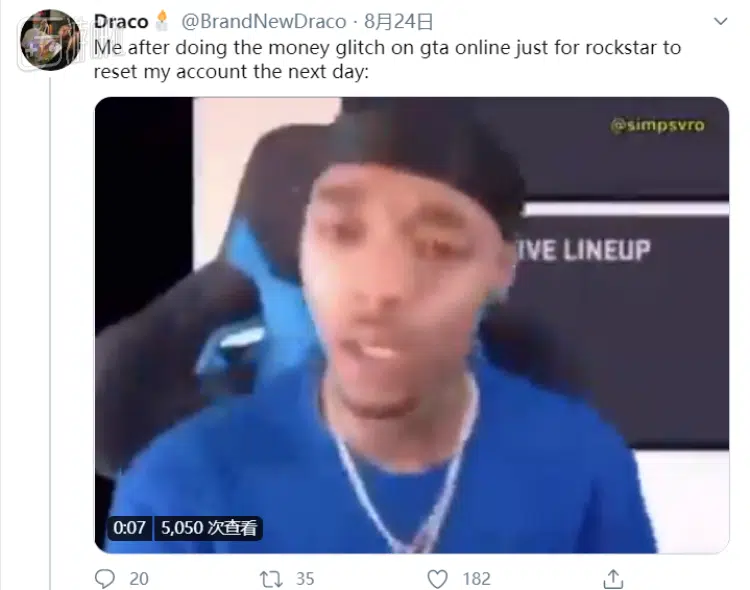 Draco @BrandNewDraco · 8月24日
Me after doing the money glitch on gta online just for rockstar to
reset my account the next day:
@simpsvro
IVE LINEUP
0:07 5,050 次查看
20 35 182